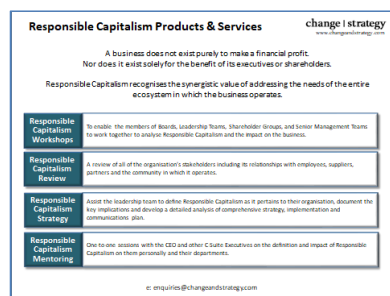 Responsible Capitalism Products & Services
change | strategy
www.changeandstrategy.com
A business does not exist purely to make a financial profit.
Nor does it exist solely for the benefit of its executives or shareholders.
Responsible Capitalism recognises the synergistic value of addressing the needs of the entire
ecosystem in which the business operates.
Responsible
Capitalism
Workshops
To enable the members of Boards, Leadership Teams, Shareholder Groups, and Senior Management Teams
to work together to analyse Responsible Capitalism and the impact on the business.
Responsible
Capitalism
Review
A review of all of the organisation's stakeholders including its relationships with employees, suppliers,
partners and the community in which it operates.
Responsible
Capitalism
Strategy
Assist the leadership team to define Responsible Capitalism as it pertains to their organisation, document the
key implications and develop a detailed analysis of comprehensive strategy, implementation and
communications plan.
Responsible
Capitalism
Mentoring
One to one sessions with the CEO and other C Suite Executives on the definition and impact of Responsible
Capitalism on them personally and their departments.
e: enquiries@changeandstrategy.com